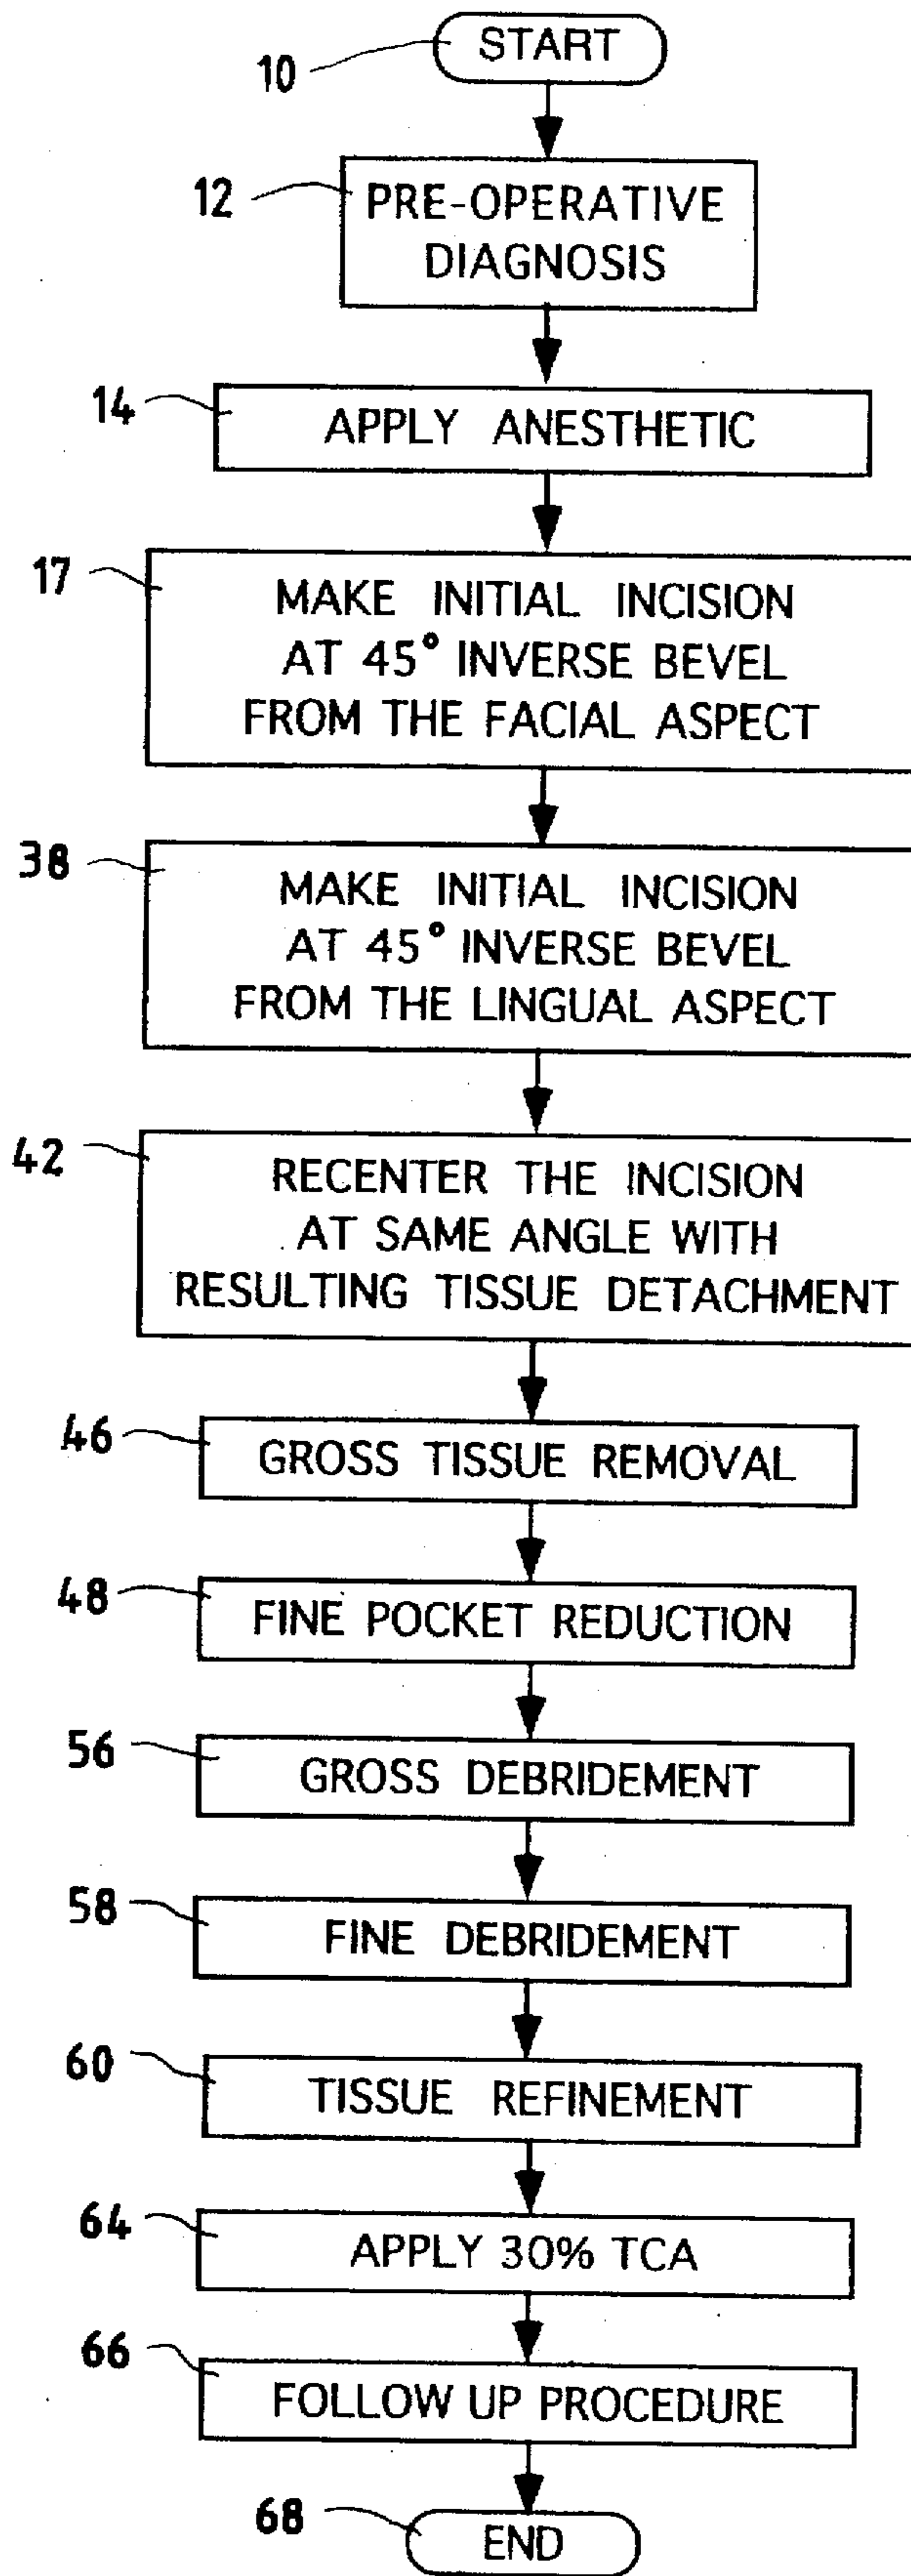 START
10
12
PRE-OPERATIVE
DIAGNOSIS
14
APPLY ANESTHETIC
17
MAKE INITIAL INCISION
AT 45° INVERSE BEVEL
FROM THE FACIAL ASPECT
38
MAKE INITIAL INCISION
AT 45° INVERSE BEVEL
FROM THE LINGUAL ASPECT
42
RECENTER THE INCISION
AT SAME ANGLE WITH
RESULTING TISSUE DETACHMENT
46
GROSS TISSUE REMOVAL
48
FINE POCKET REDUCTION
56
GROSS DEBRIDEMENT
58
FINE DEBRIDEMENT
60
TISSUE REFINEMENT
64
APPLY 30% TCA
66
FOLLOW UP PROCEDURE
68
END